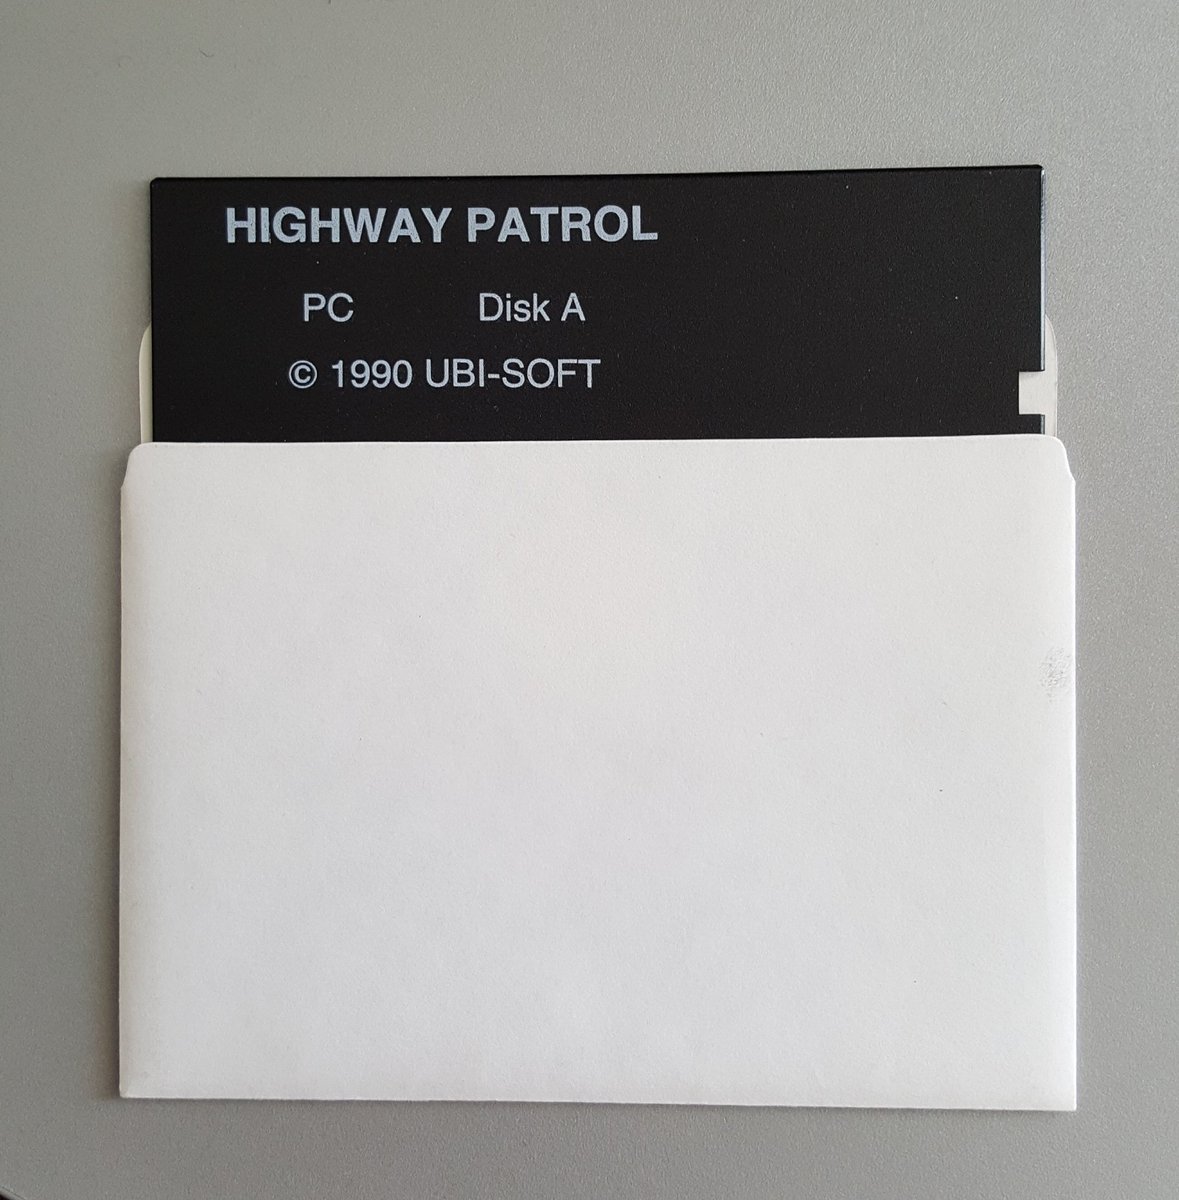 HIGHWAY PATROL
PC Disk A
© 1990 UBI-SOFT